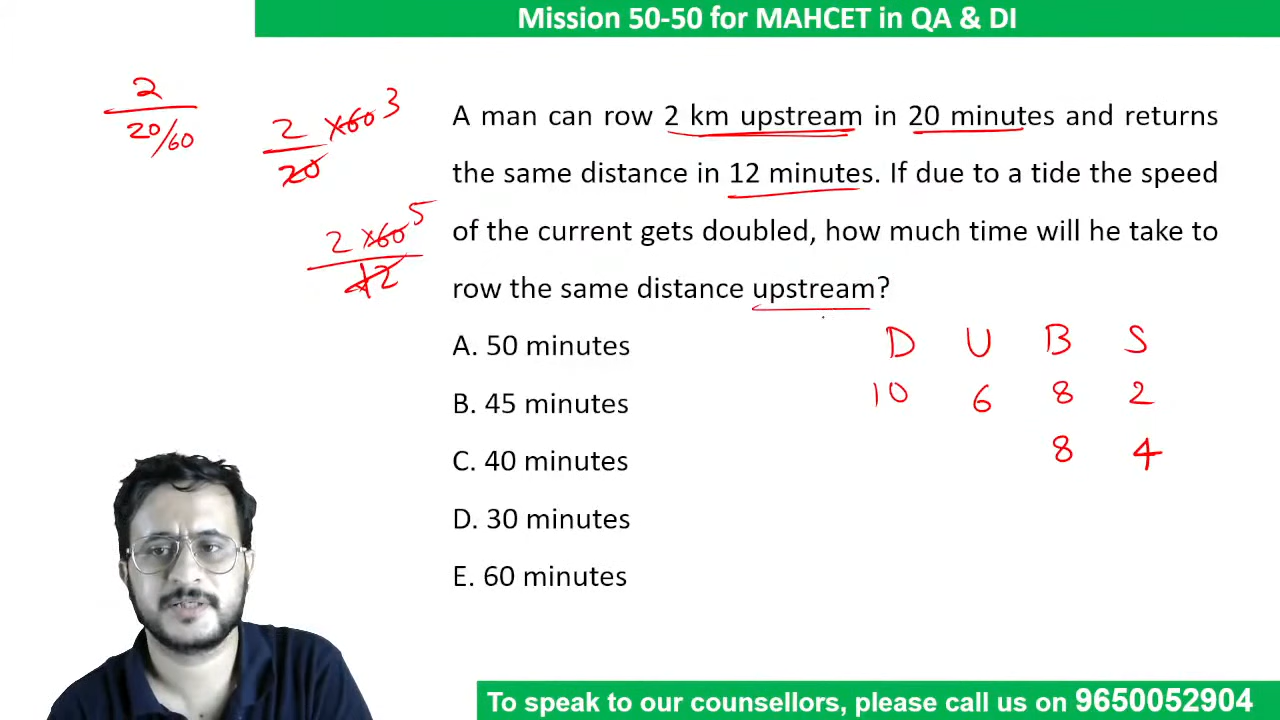 Mission 50-50 for MAHCET in QA & DI
2
20/60
2 ×60 3
20
2 ×60 5
12
A man can row 2 km upstream in 20 minutes and returns
the same distance in 12 minutes. If due to a tide the speed
of the current gets doubled, how much time will he take to
row the same distance upstream?
A. 50 minutes
B. 45 minutes
C. 40 minutes
D. 30 minutes
E. 60 minutes
D U B S
10 6 8 2
8 4
To speak to our counsellors, please call us on 9650052904